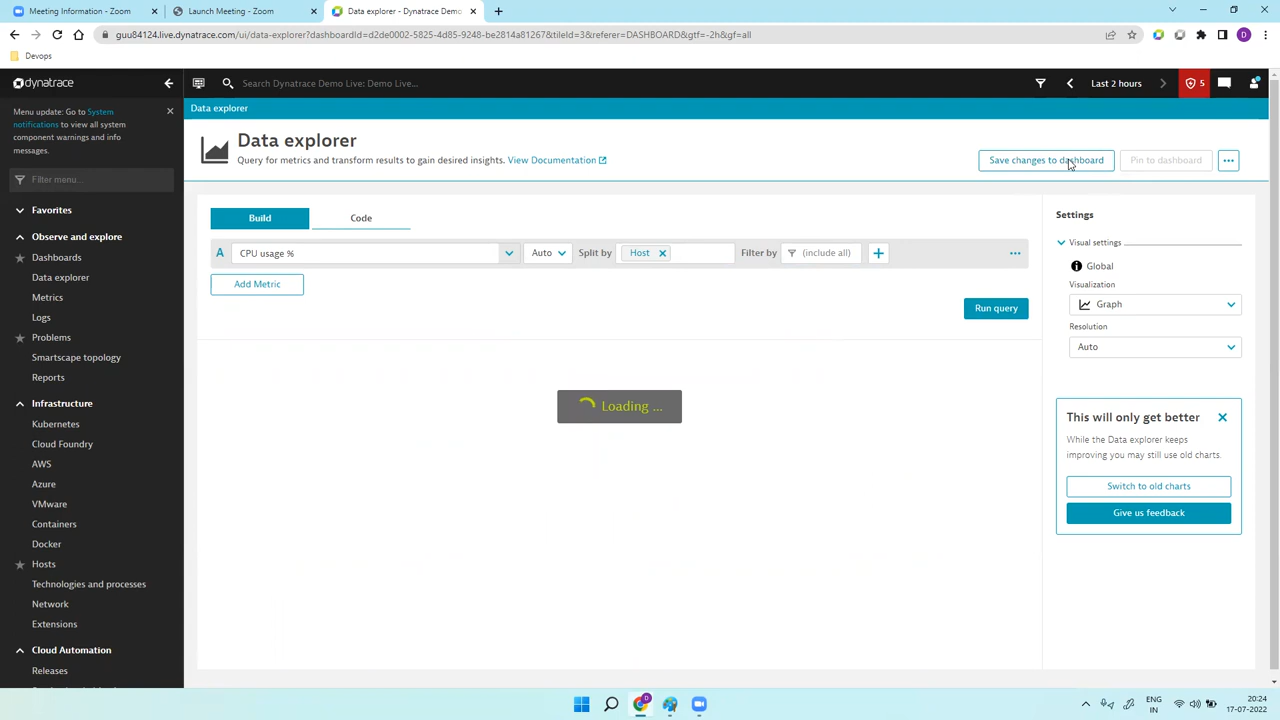 Meeting Information - Zoom
Launch Meeting - Zoom
Data explorer - Dynatrace Demo
guu84124.live.dynatrace.com/ui/data-explorer?dashboardId=d2de0002-5825-4d85-9248-be2814a81267&tileId=3&referer=DASHBOARD&gtf=-2h&gf=all
D
Devops
dynatrace
Search Dynatrace Demo Live: Demo Live...
Last 2 hours
5
Menu update: Go to System
notifications to view all system
component warnings and info
messages.
Filter menu...
Favorites
Observe and explore
Dashboards
Data explorer
Metrics
Logs
Problems
Smartscape topology
Reports
Infrastructure
Kubernetes
Cloud Foundry
AWS
Azure
VMware
Containers
Docker
Hosts
Technologies and processes
Network
Extensions
Cloud Automation
Releases
Data explorer
Data explorer
Query for metrics and transform results to gain desired insights. View Documentation
Save changes to dashboard
Pin to dashboard
Build
Code
A
CPU usage %
Auto
Split by
Host
Filter by
(include all)
Add Metric
Run query
Loading ...
Settings
Visual settings
Global
Visualization
Graph
Resolution
Auto
This will only get better
While the Data explorer keeps
improving you may still use old charts.
Switch to old charts
Give us feedback
D
ENG
IN
20:24
17-07-2022